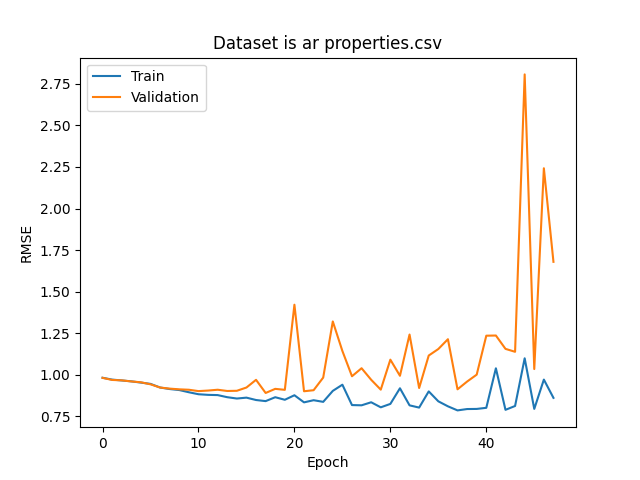 Dataset is ar properties.csv
Train
Validation
RMSE
2.75
2.50
2.25
2.00
1.75
1.50
1.25
1.00
0.75
0 10 20 30 40
Epoch